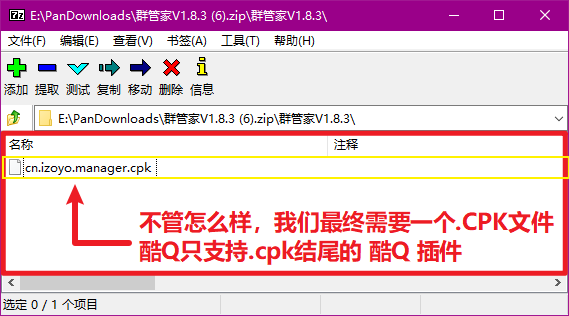 E:\PanDownloads\群管家V1.8.3 (6).zip\群管家V1.8.3\
文件(F) 编辑(E) 查看(V) 书签(A) 工具(T) 帮助(H)
添加 提取 测试 复制 移动 删除 信息
E:\PanDownloads\群管家V1.8.3 (6).zip\群管家V1.8.3\
名称 注释
cn.izoyo.manager.cpk
不管怎么样，我们最终需要一个.CPK文件
酷Q只支持.cpk结尾的 酷Q 插件
选定 0 / 1 个项目